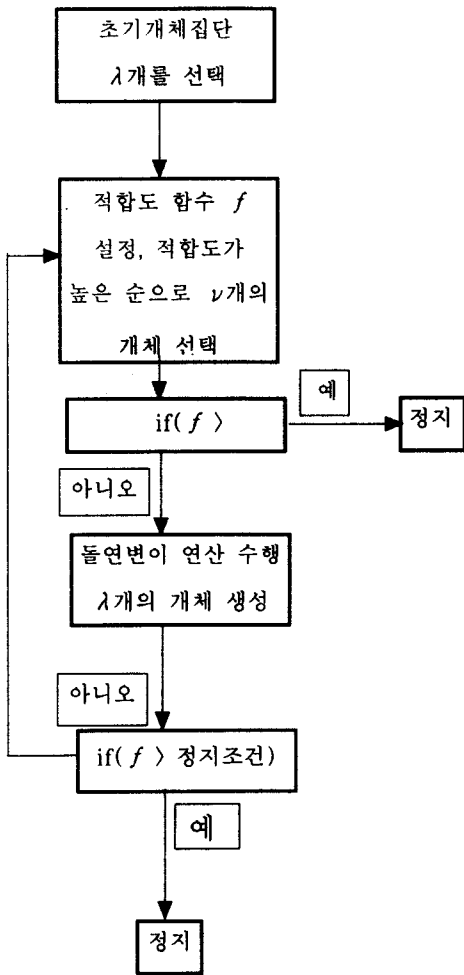 초기개체집단
λ개를 선택
적합도 함수 f
설정, 적합도가
높은 순으로 ν개의
개체 선택
예
if( f >
정지
아니오
돌연변이 연산 수행
λ개의 개체 생성
아니오
if( f > 정지조건)
예
정지